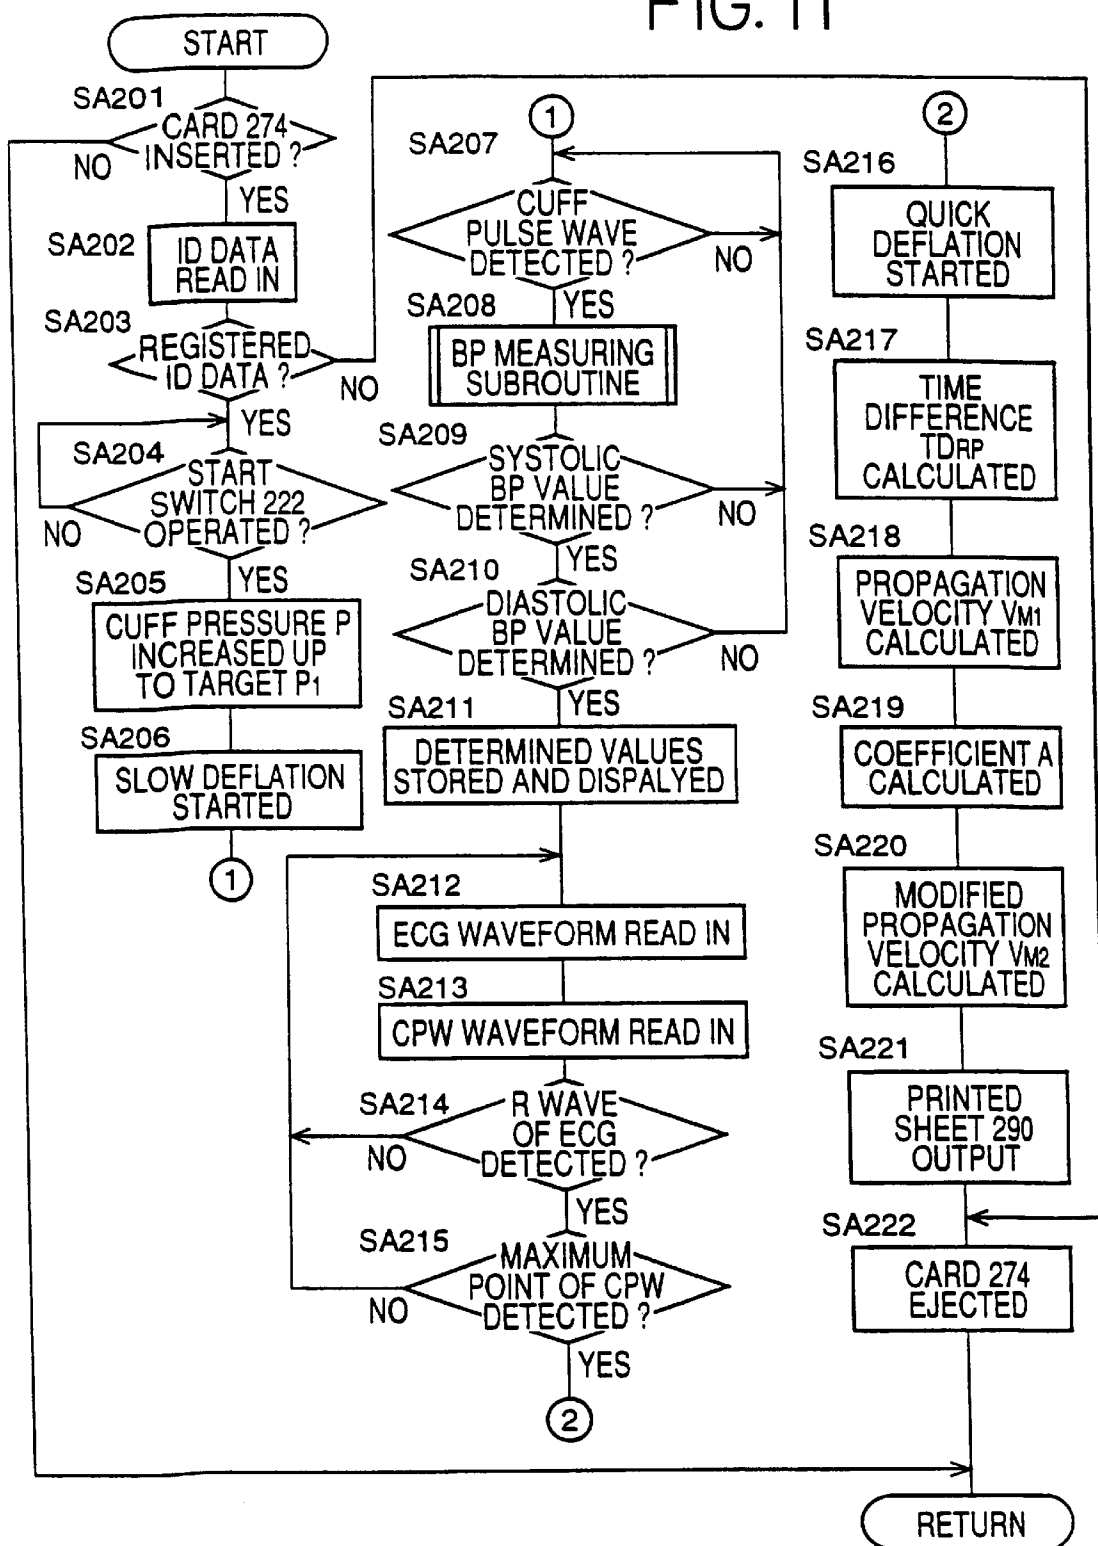 FIG. 11
START
SA201
CARD 274
INSERTED ?
NO
YES
SA202
ID DATA
READ IN
SA203
REGISTERED
ID DATA ?
NO
YES
SA204
START
SWITCH 222
OPERATED ?
NO
YES
SA205
CUFF PRESSURE P
INCREASED UP
TO TARGET P1
SA206
SLOW DEFLATION
STARTED
1
1
SA207
CUFF
PULSE WAVE
DETECTED ?
NO
YES
SA208
BP MEASURING
SUBROUTINE
SA209
SYSTOLIC
BP VALUE
DETERMINED ?
NO
YES
SA210
DIASTOLIC
BP VALUE
DETERMINED ?
NO
YES
SA211
DETERMINED VALUES
STORED AND DISPALYED
SA212
ECG WAVEFORM READ IN
SA213
CPW WAVEFORM READ IN
SA214
R WAVE
OF ECG
DETECTED ?
NO
YES
SA215
MAXIMUM
POINT OF CPW
DETECTED ?
NO
YES
2
2
SA216
QUICK
DEFLATION
STARTED
SA217
TIME
DIFFERENCE
TDRP
CALCULATED
SA218
PROPAGATION
VELOCITY VM1
CALCULATED
SA219
COEFFICIENT A
CALCULATED
SA220
MODIFIED
PROPAGATION
VELOCITY VM2
CALCULATED
SA221
PRINTED
SHEET 290
OUTPUT
SA222
CARD 274
EJECTED
RETURN